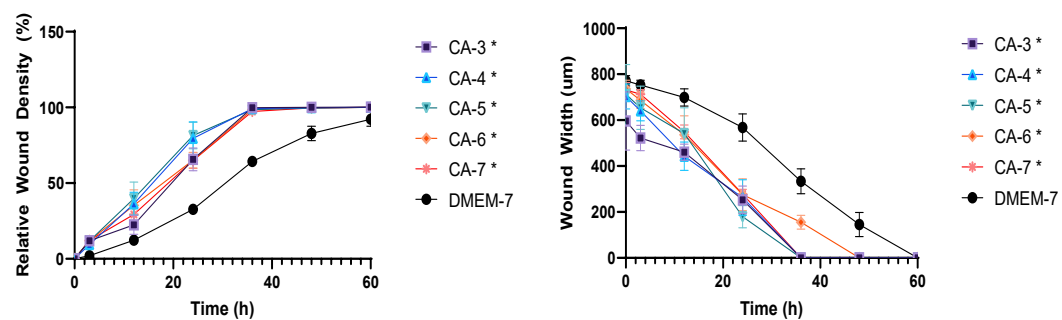 Relative Wound Density (%)
150
100
50
0
0
20
40
60
Time (h)
CA-3 *
CA-4 *
CA-5 *
CA-6 *
CA-7 *
DMEM-7
Wound Width (um)
1000
800
600
400
200
0
0
20
40
60
Time (h)
CA-3 *
CA-4 *
CA-5 *
CA-6 *
CA-7 *
DMEM-7